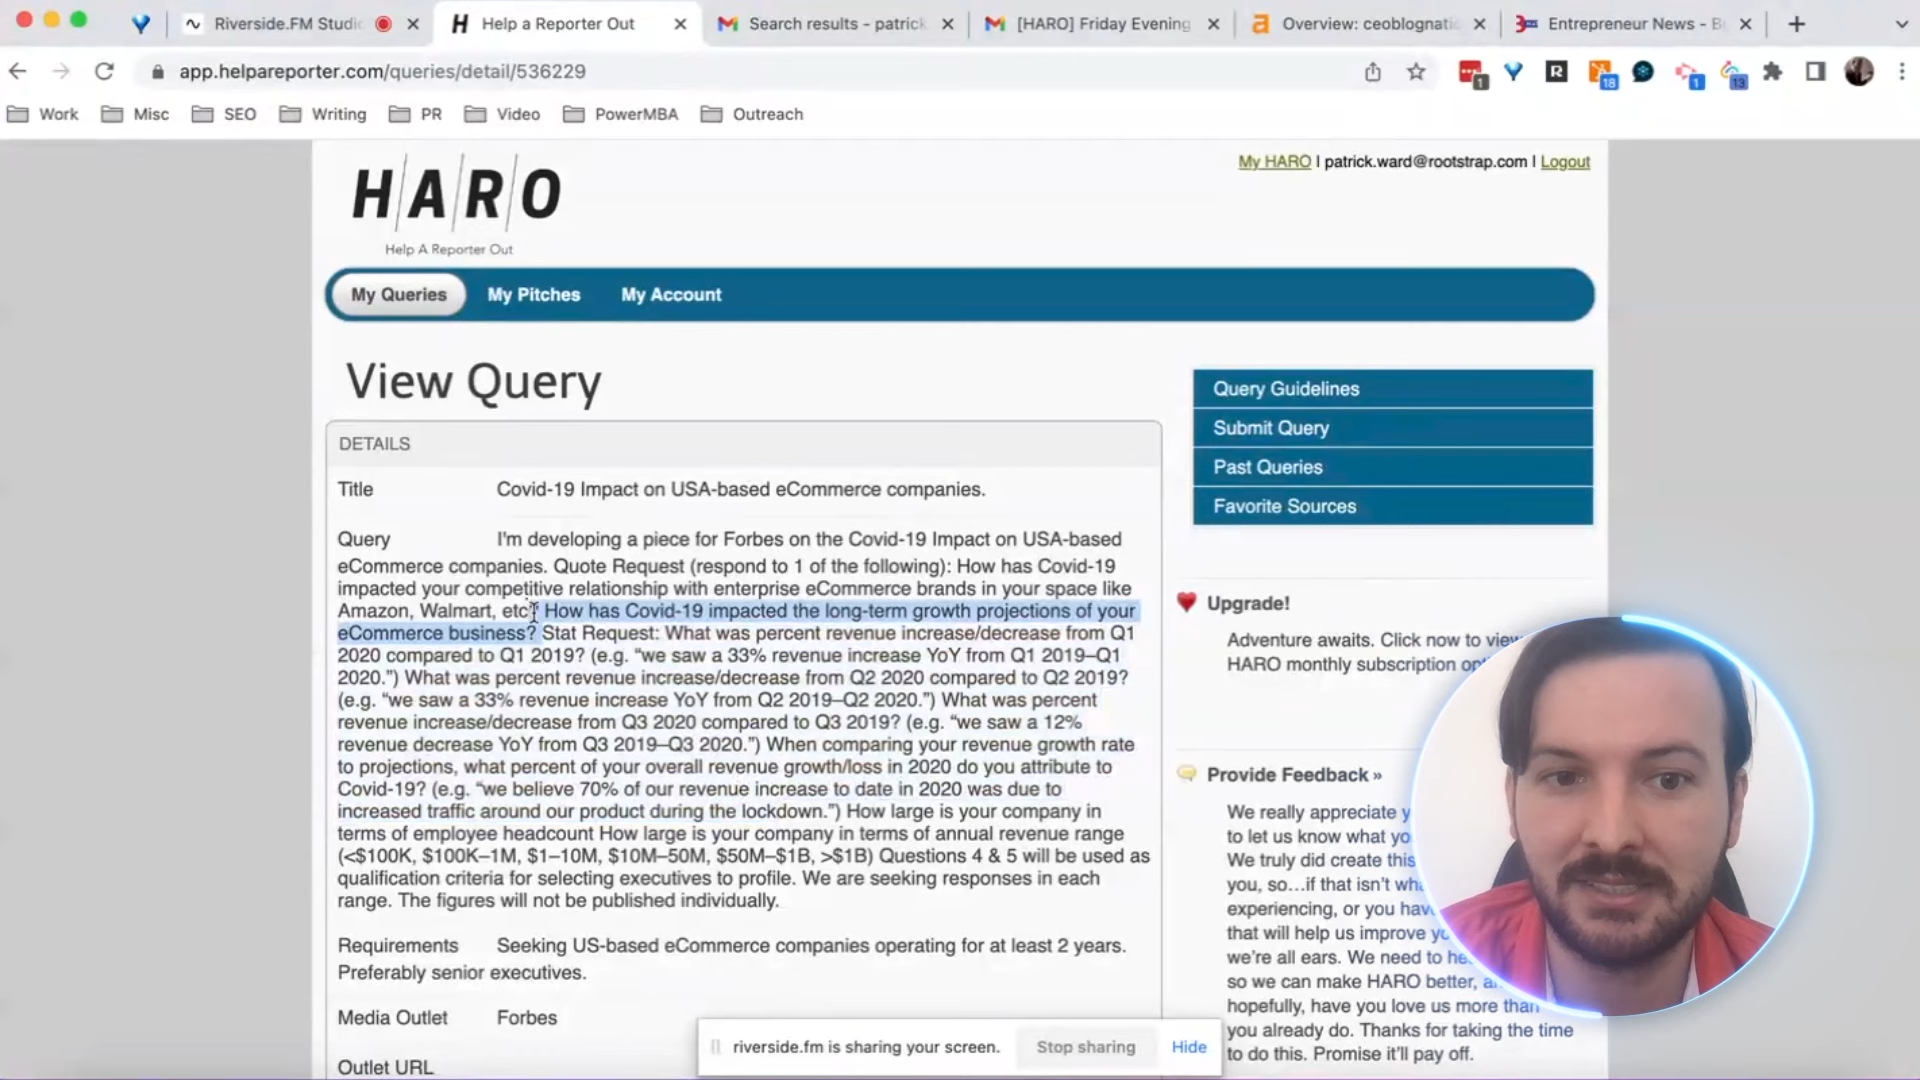 Riverside.FM Studi
Help a Reporter Out
Search results - patrick
[HARO] Friday Evening
Overview: ceoblognati
Entrepreneur News - B
app.helpareporter.com/queries/detail/536229
1
18
1
13
Work
Misc
SEO
Writing
PR
Video
PowerMBA
Outreach
HARO
Help A Reporter Out
My HARO | patrick.ward@rootstrap.com | Logout
My Queries
My Pitches
My Account
View Query
DETAILS
Title Covid-19 Impact on USA-based eCommerce companies.
Query I'm developing a piece for Forbes on the Covid-19 Impact on USA-based
eCommerce companies. Quote Request (respond to 1 of the following): How has Covid-19
impacted your competitive relationship with enterprise eCommerce brands in your space like
Amazon, Walmart, etc? How has Covid-19 impacted the long-term growth projections of your
eCommerce business? Stat Request: What was percent revenue increase/decrease from Q1
2020 compared to Q1 2019? (e.g. “we saw a 33% revenue increase YoY from Q1 2019–Q1
2020.”) What was percent revenue increase/decrease from Q2 2020 compared to Q2 2019?
(e.g. “we saw a 33% revenue increase YoY from Q2 2019–Q2 2020.”) What was percent
revenue increase/decrease from Q3 2020 compared to Q3 2019? (e.g. “we saw a 12%
revenue decrease YoY from Q3 2019–Q3 2020.”) When comparing your revenue growth rate
to projections, what percent of your overall revenue growth/loss in 2020 do you attribute to
Covid-19? (e.g. “we believe 70% of our revenue increase to date in 2020 was due to
increased traffic around our product during the lockdown.”) How large is your company in
terms of employee headcount How large is your company in terms of annual revenue range
(<$100K, $100K–1M, $1–10M, $10M–50M, $50M–$1B, >$1B) Questions 4 & 5 will be used as
qualification criteria for selecting executives to profile. We are seeking responses in each
range. The figures will not be published individually.
Requirements Seeking US-based eCommerce companies operating for at least 2 years.
Preferably senior executives.
Media Outlet Forbes
Outlet URL
Query Guidelines
Submit Query
Past Queries
Favorite Sources
Upgrade!
Adventure awaits. Click now to view
HARO monthly subscription op
Provide Feedback »
We really appreciate y
to let us know what yo
We truly did create this
you, so…if that isn’t wh
experiencing, or you hav
that will help us improve yo
we’re all ears. We need to he
so we can make HARO better, a
hopefully, have you love us more than
you already do. Thanks for taking the time
to do this. Promise it’ll pay off.
riverside.fm is sharing your screen.
Stop sharing
Hide